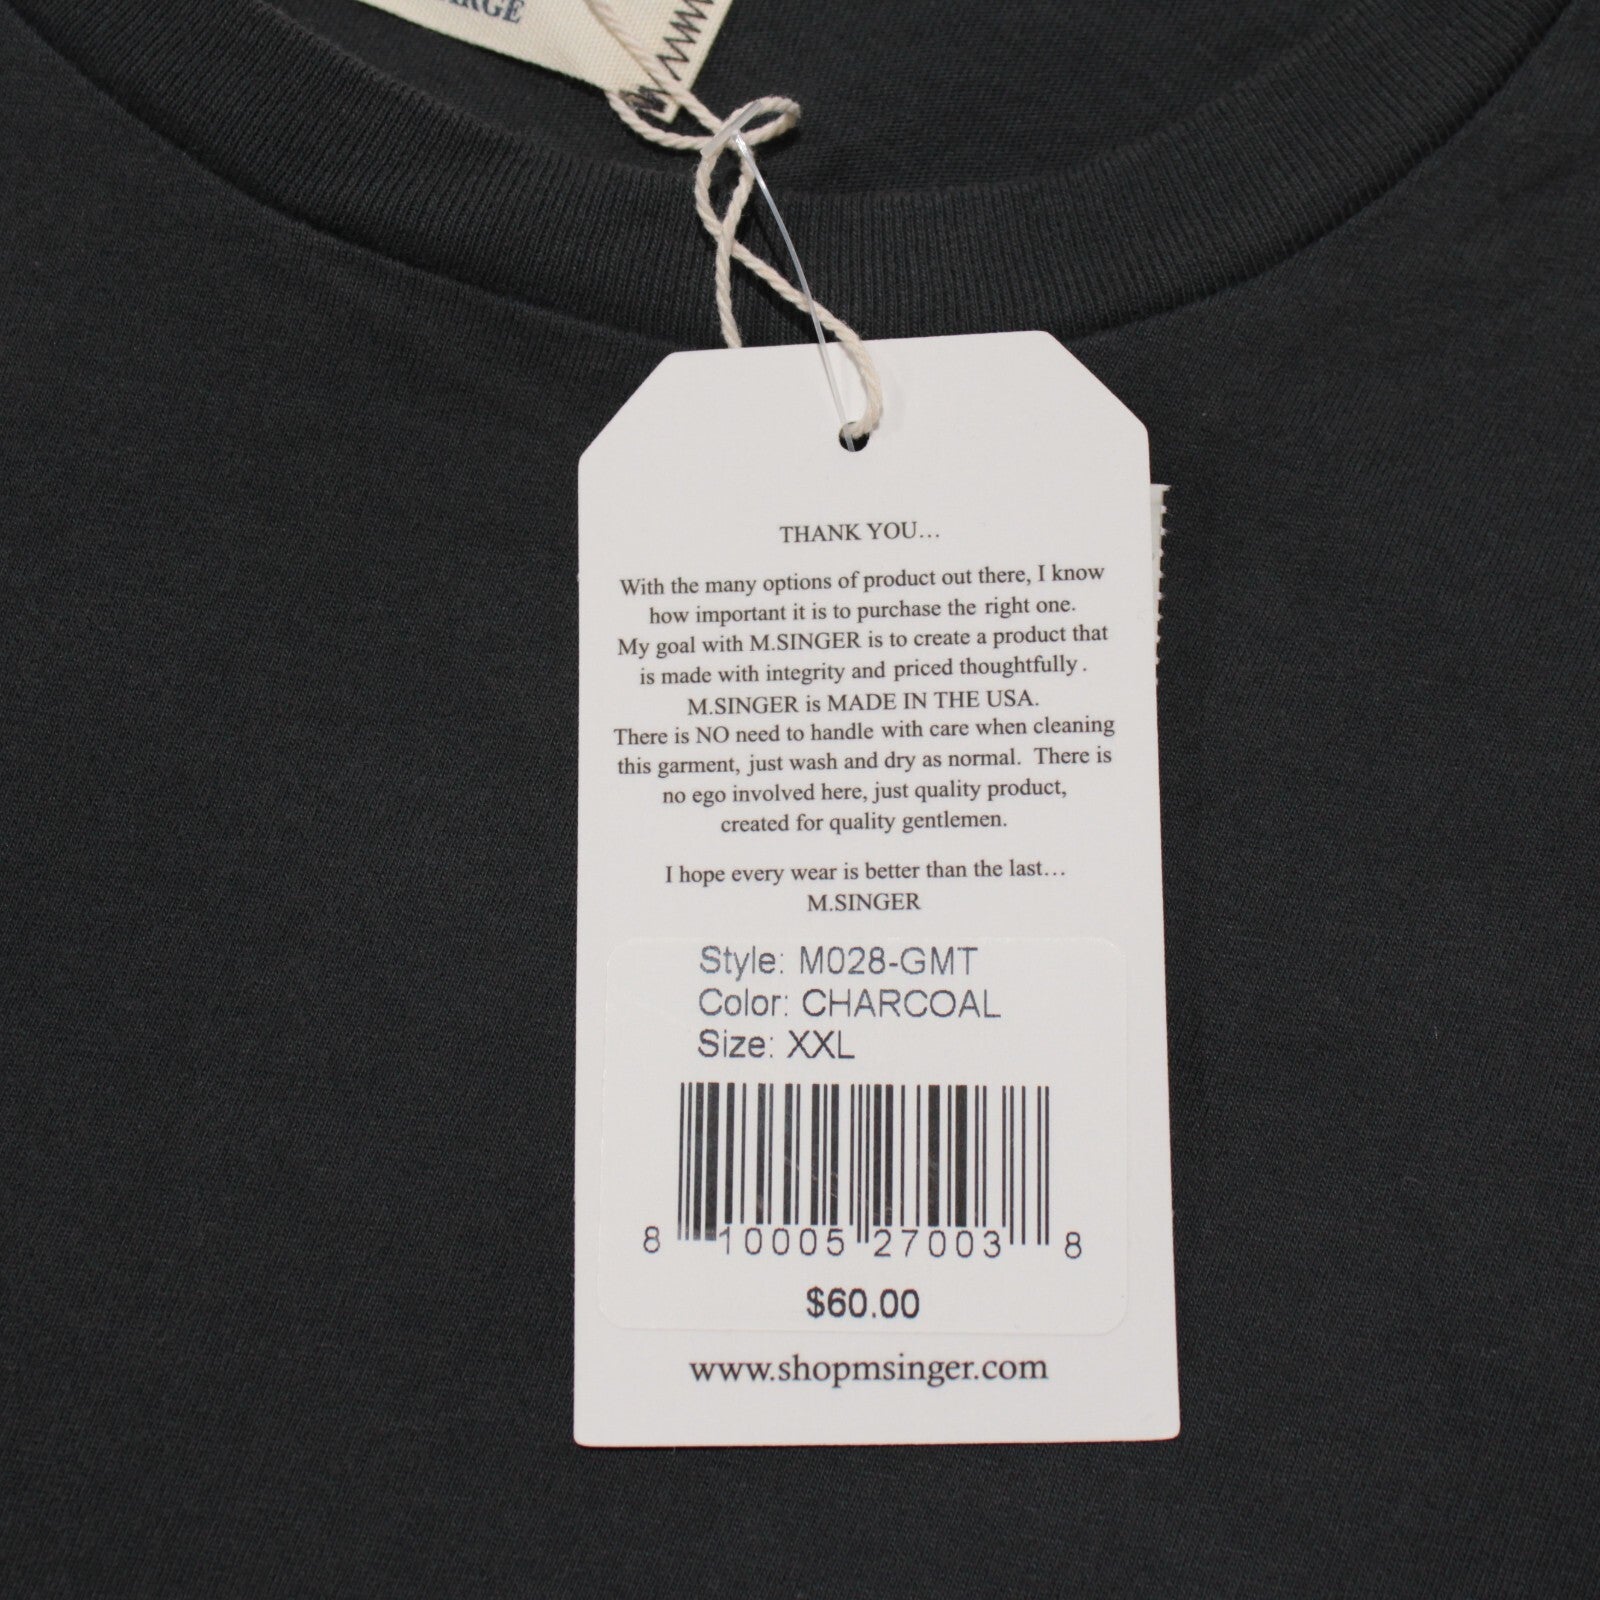 THANK YOU...
With the many options of product out there, I know
how important it is to purchase the right one.
My goal with M.SINGER is to create a product that
is made with integrity and priced thoughtfully.
M.SINGER is MADE IN THE USA.
There is NO need to handle with care when cleaning
this garment, just wash and dry as normal. There is
no ego involved here, just quality product,
created for quality gentlemen.
I hope every wear is better than the last...
M.SINGER
Style: M028-GMT
Color: CHARCOAL
Size: XXL
8 10005 27003 8
$60.00
www.shopmsinger.com